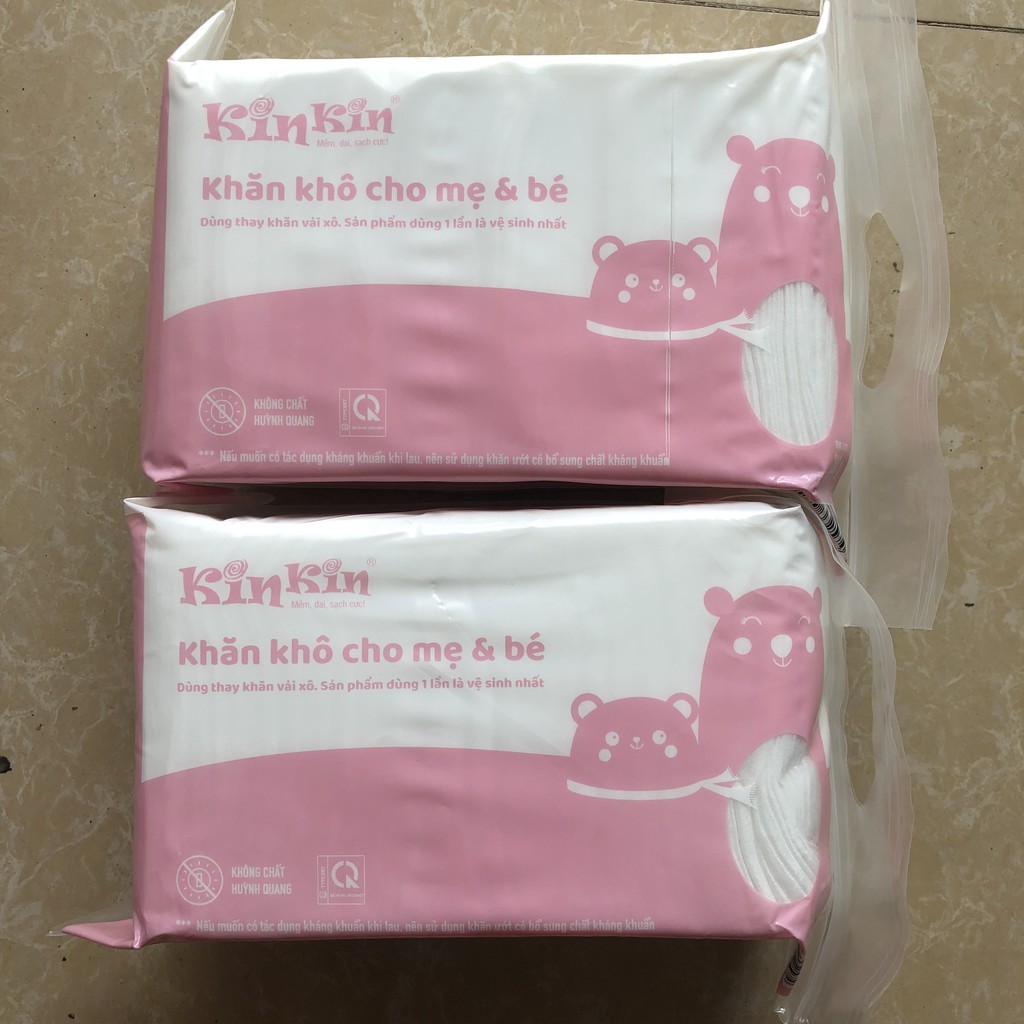 KinKin®
Mềm, dai, sạch cực!
Khăn khô cho mẹ & bé
Dùng thay khăn vải xô. Sản phẩm dùng 1 lần là vệ sinh nhất
KHÔNG CHẤT
HUỲNH QUANG
*** Nếu muốn có tác dụng kháng khuẩn khi lau, nên sử dụng khăn ướt có bổ sung chất kháng khuẩn
KinKin®
Mềm, dai, sạch cực!
Khăn khô cho mẹ & bé
Dùng thay khăn vải xô. Sản phẩm dùng 1 lần là vệ sinh nhất
KHÔNG CHẤT
HUỲNH QUANG
*** Nếu muốn có tác dụng kháng khuẩn khi lau, nên sử dụng khăn ướt có bổ sung chất kháng khuẩn